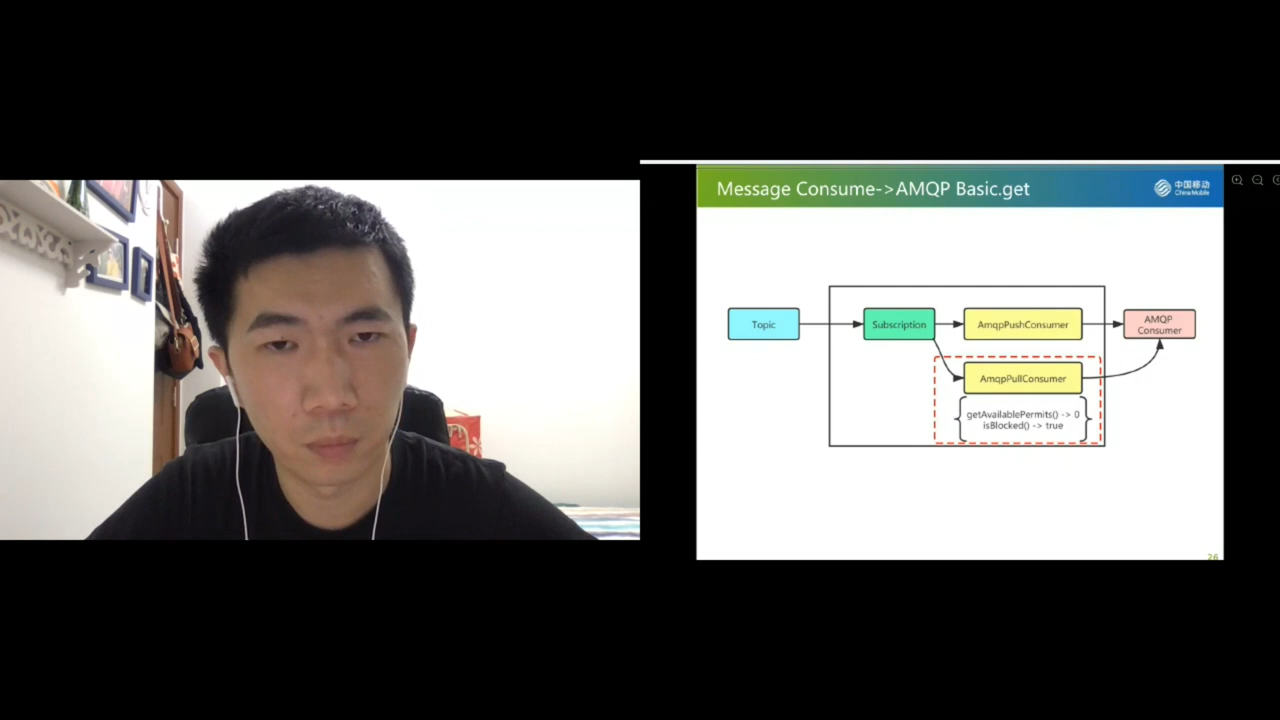 Message Consume->AMQP Basic.get
中国移动
China Mobile
Topic
Subscription
AmqpPushConsumer
AMQP
Consumer
AmqpPullConsumer
getAvailablePermits() -> 0
isBlocked() -> true
26